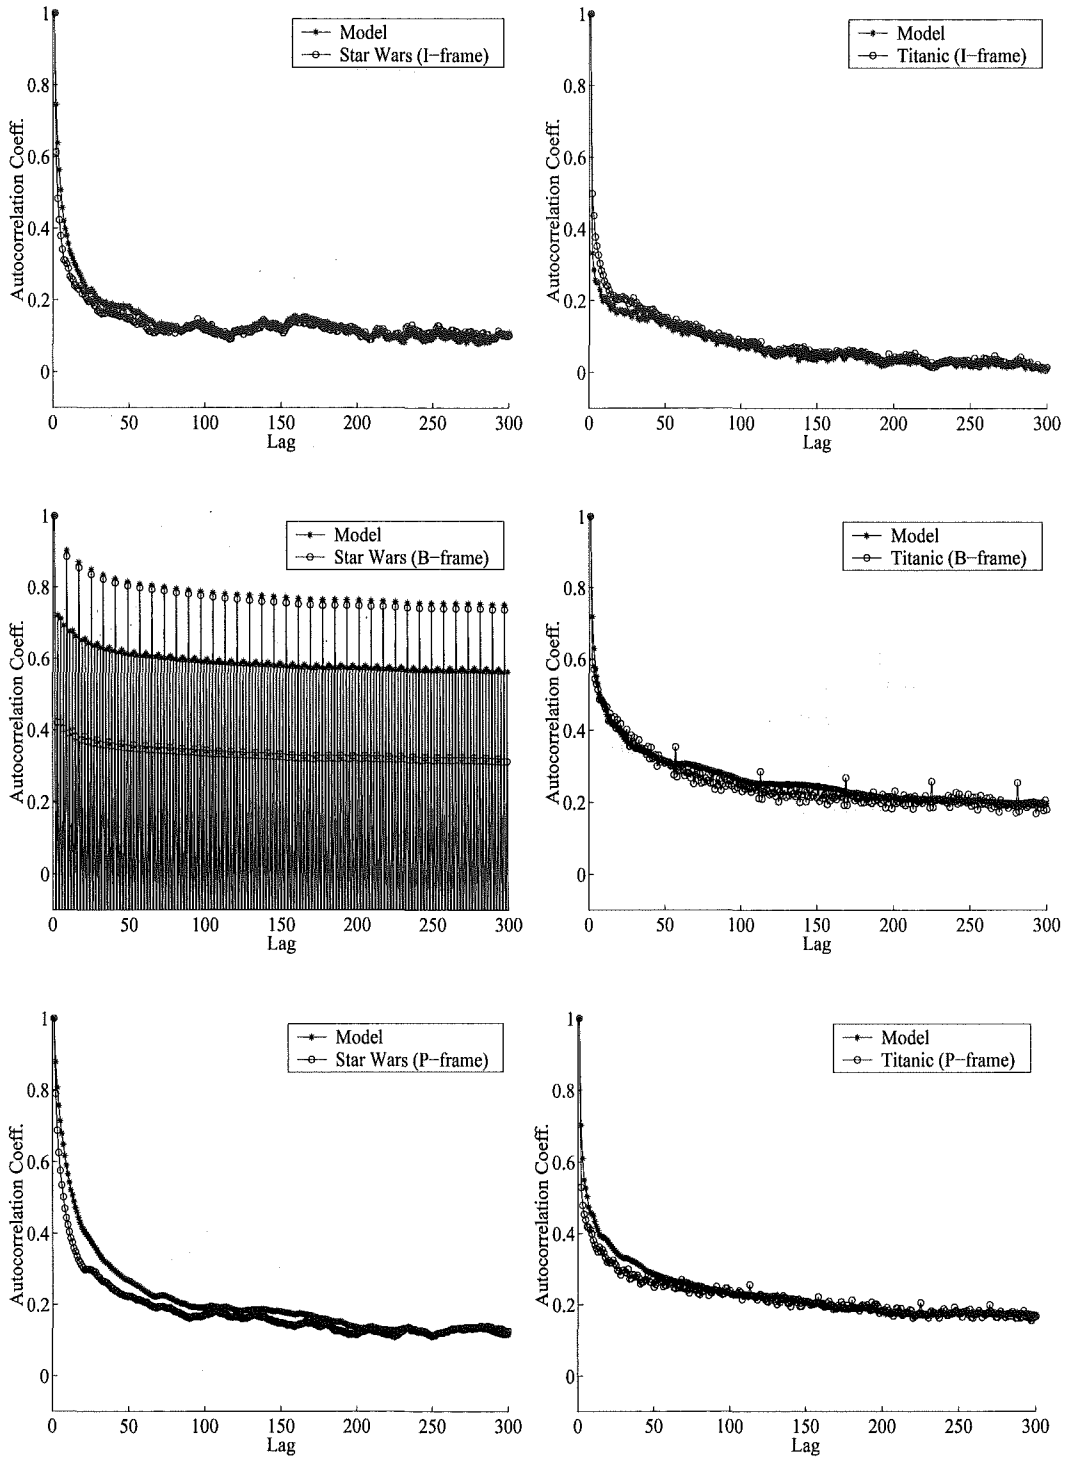 Autocorrelation Coeff.
1
0.8
0.6
0.4
0.2
0
0 50 100 150 200 250 300
Lag
Model
Star Wars (I-frame)
Autocorrelation Coeff.
1
0.8
0.6
0.4
0.2
0
0 50 100 150 200 250 300
Lag
Model
Titanic (I-frame)
Autocorrelation Coeff.
1
0.8
0.6
0.4
0.2
0
0 50 100 150 200 250 300
Lag
Model
Star Wars (B-frame)
Autocorrelation Coeff.
1
0.8
0.6
0.4
0.2
0
0 50 100 150 200 250 300
Lag
Model
Titanic (B-frame)
Autocorrelation Coeff.
1
0.8
0.6
0.4
0.2
0
0 50 100 150 200 250 300
Lag
Model
Star Wars (P-frame)
Autocorrelation Coeff.
1
0.8
0.6
0.4
0.2
0
0 50 100 150 200 250 300
Lag
Model
Titanic (P-frame)